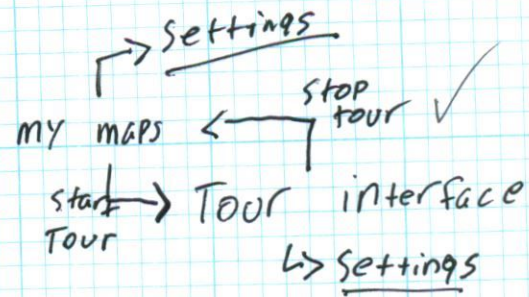 settings
stop
tour
my maps
start
Tour
Tour interface
settings